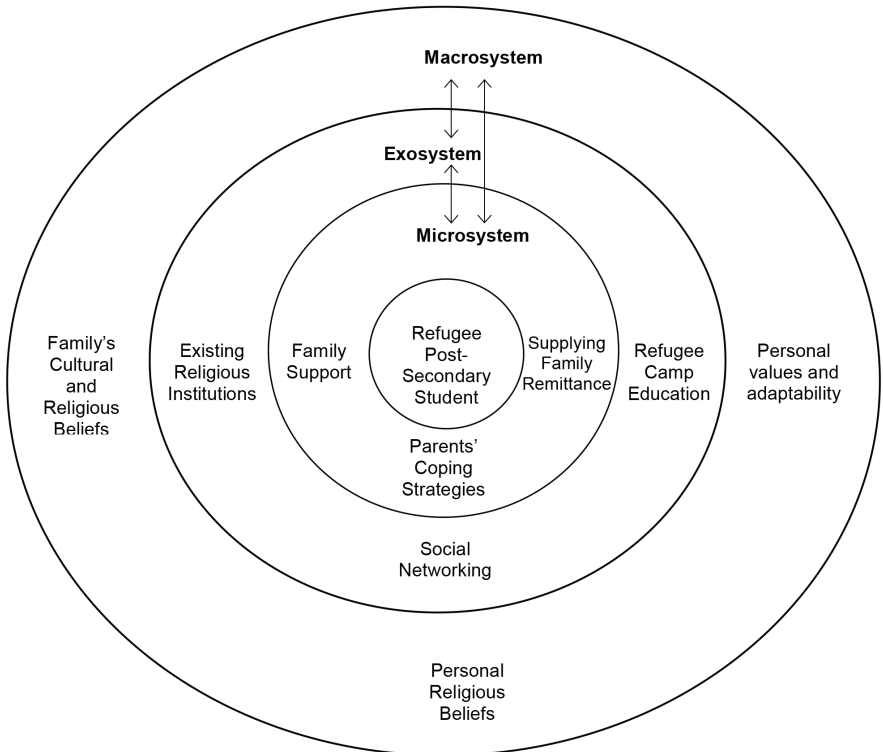 Macrosystem
Exosystem
Microsystem
Family's
Cultural
and
Religious
Beliefs
Existing
Religious
Institutions
Family
Support
Refugee
Post-
Secondary
Student
Supplying
Family
Remittance
Refugee
Camp
Education
Personal
values and
adaptability
Parents'
Coping
Strategies
Social
Networking
Personal
Religious
Beliefs